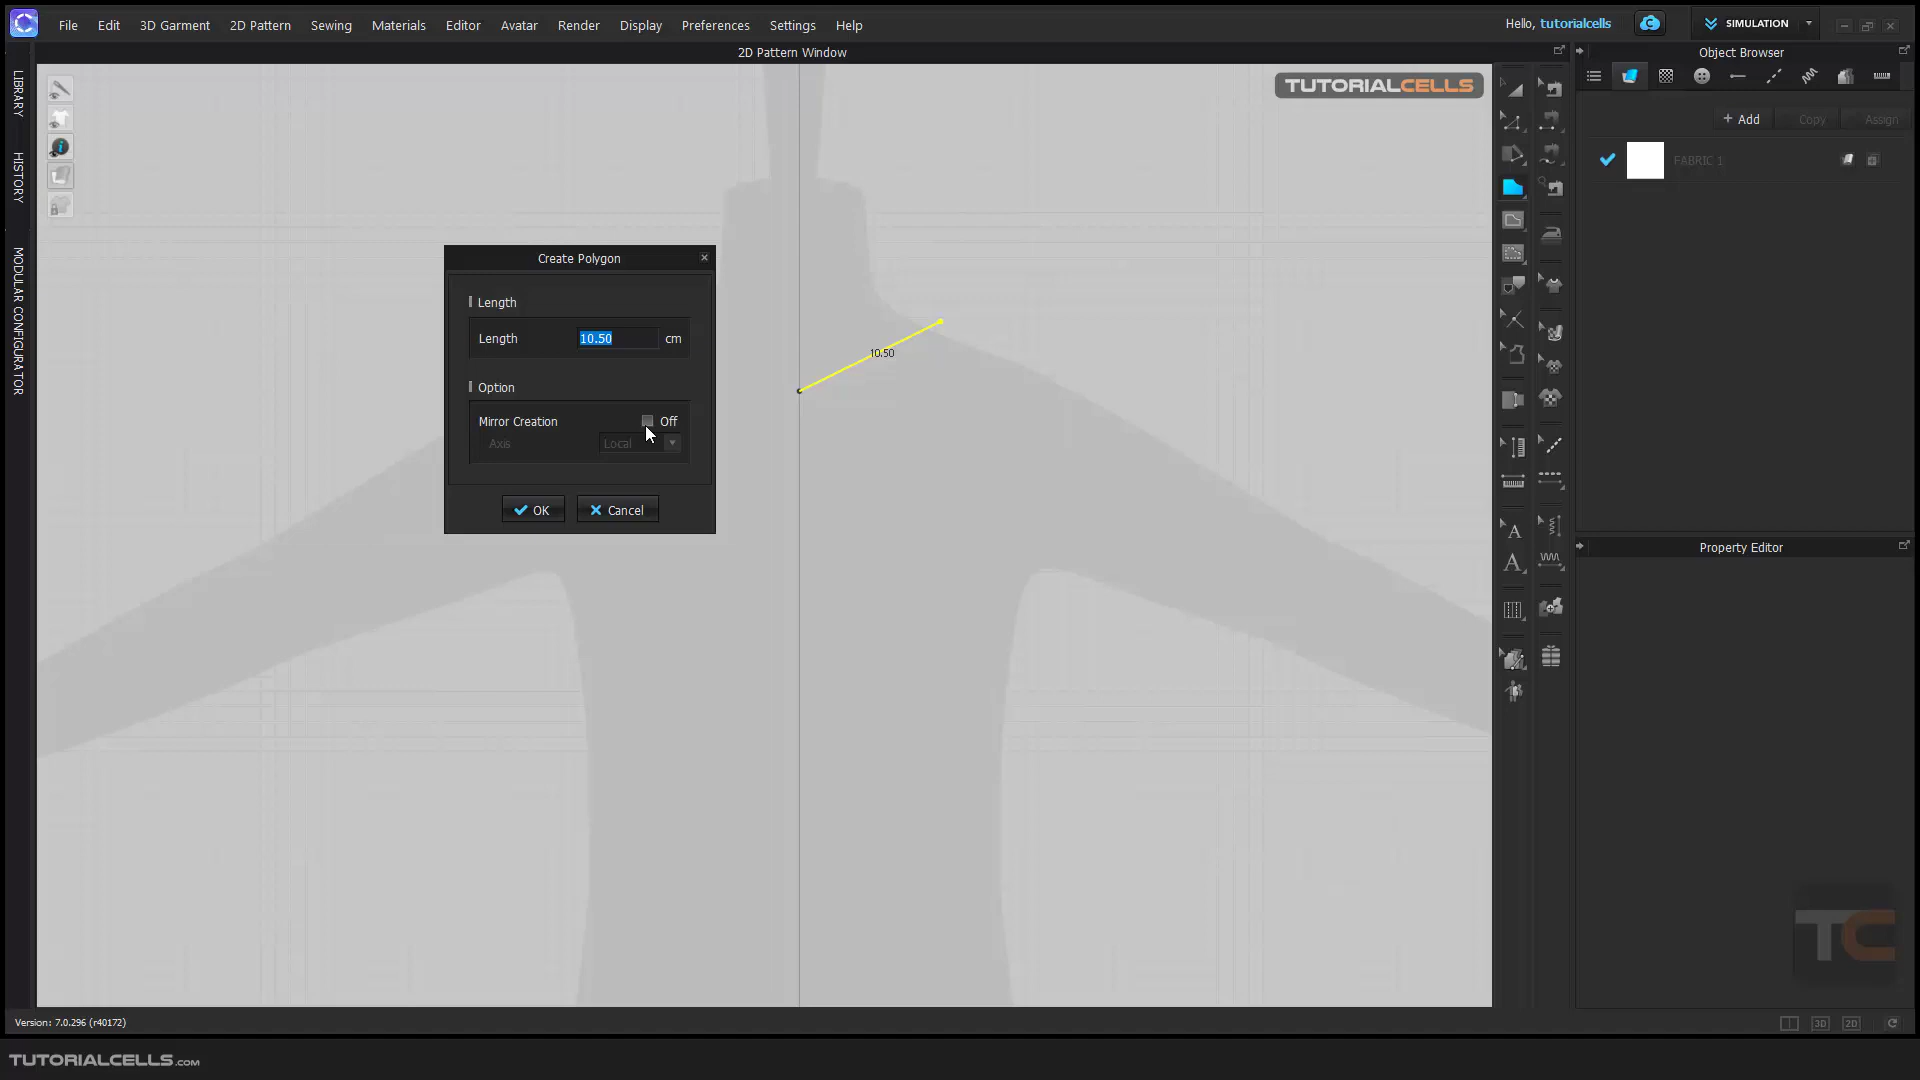 File Edit 3D Garment 2D Pattern Sewing Materials Editor Avatar Render Display Preferences Settings Help
Hello, tutorialcells
SIMULATION
2D Pattern Window
Object Browser
LIBRARY
HISTORY
MODULAR CONFIGURATOR
TUTORIALCELLS
+ Add Copy Assign
FABRIC 1
Create Polygon
Length
Length 10.50 cm
Option
Mirror Creation Off
Axis Local
OK Cancel
10.50
A
A
Property Editor
TC
Version: 7.0.296 (r40172)
3D 2D
TUTORIALCELLS.COM